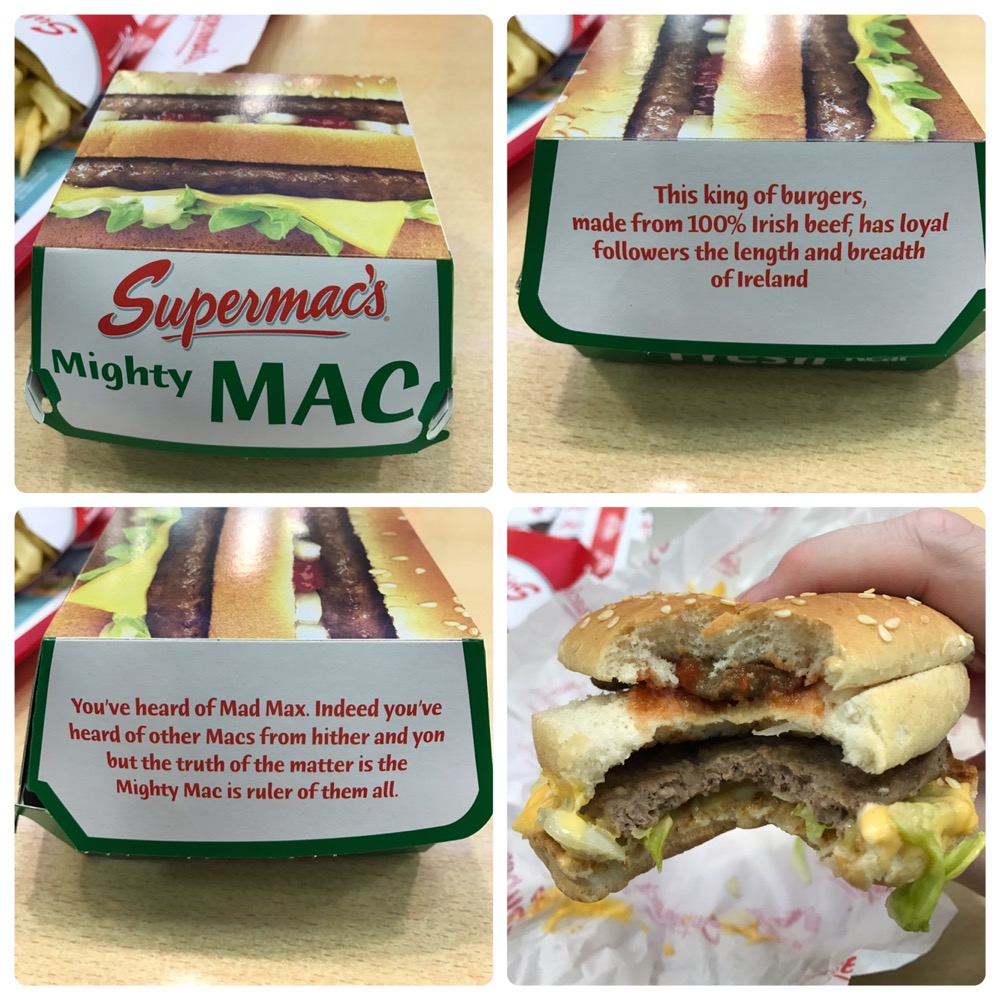 Supermac's
Mighty MAC
This king of burgers,
made from 100% Irish beef, has loyal
followers the length and breadth
of Ireland
You've heard of Mad Max. Indeed you've
heard of other Macs from hither and yon
but the truth of the matter is the
Mighty Mac is ruler of them all.